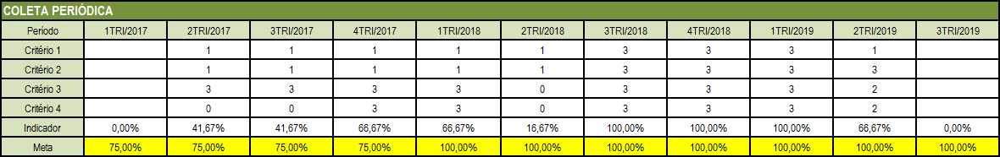 COLETA PERIÓDICA
Período 1TRI/2017 2TRI/2017 3TRI/2017 4TRI/2017 1TRI/2018 2TRI/2018 3TRI/2018 4TRI/2018 1TRI/2019 2TRI/2019 3TRI/2019
Critério 1 1 1 1 1 1 3 3 3 1
Critério 2 1 1 1 1 1 3 3 3 3
Critério 3 3 3 3 3 0 3 3 3 2
Critério 4 0 0 3 3 0 3 3 3 2
Indicador 0,00% 41,67% 41,67% 66,67% 66,67% 16,67% 100,00% 100,00% 100,00% 66,67% 0,00%
Meta 75,00% 75,00% 75,00% 75,00% 100,00% 100,00% 100,00% 100,00% 100,00% 100,00% 100,00%